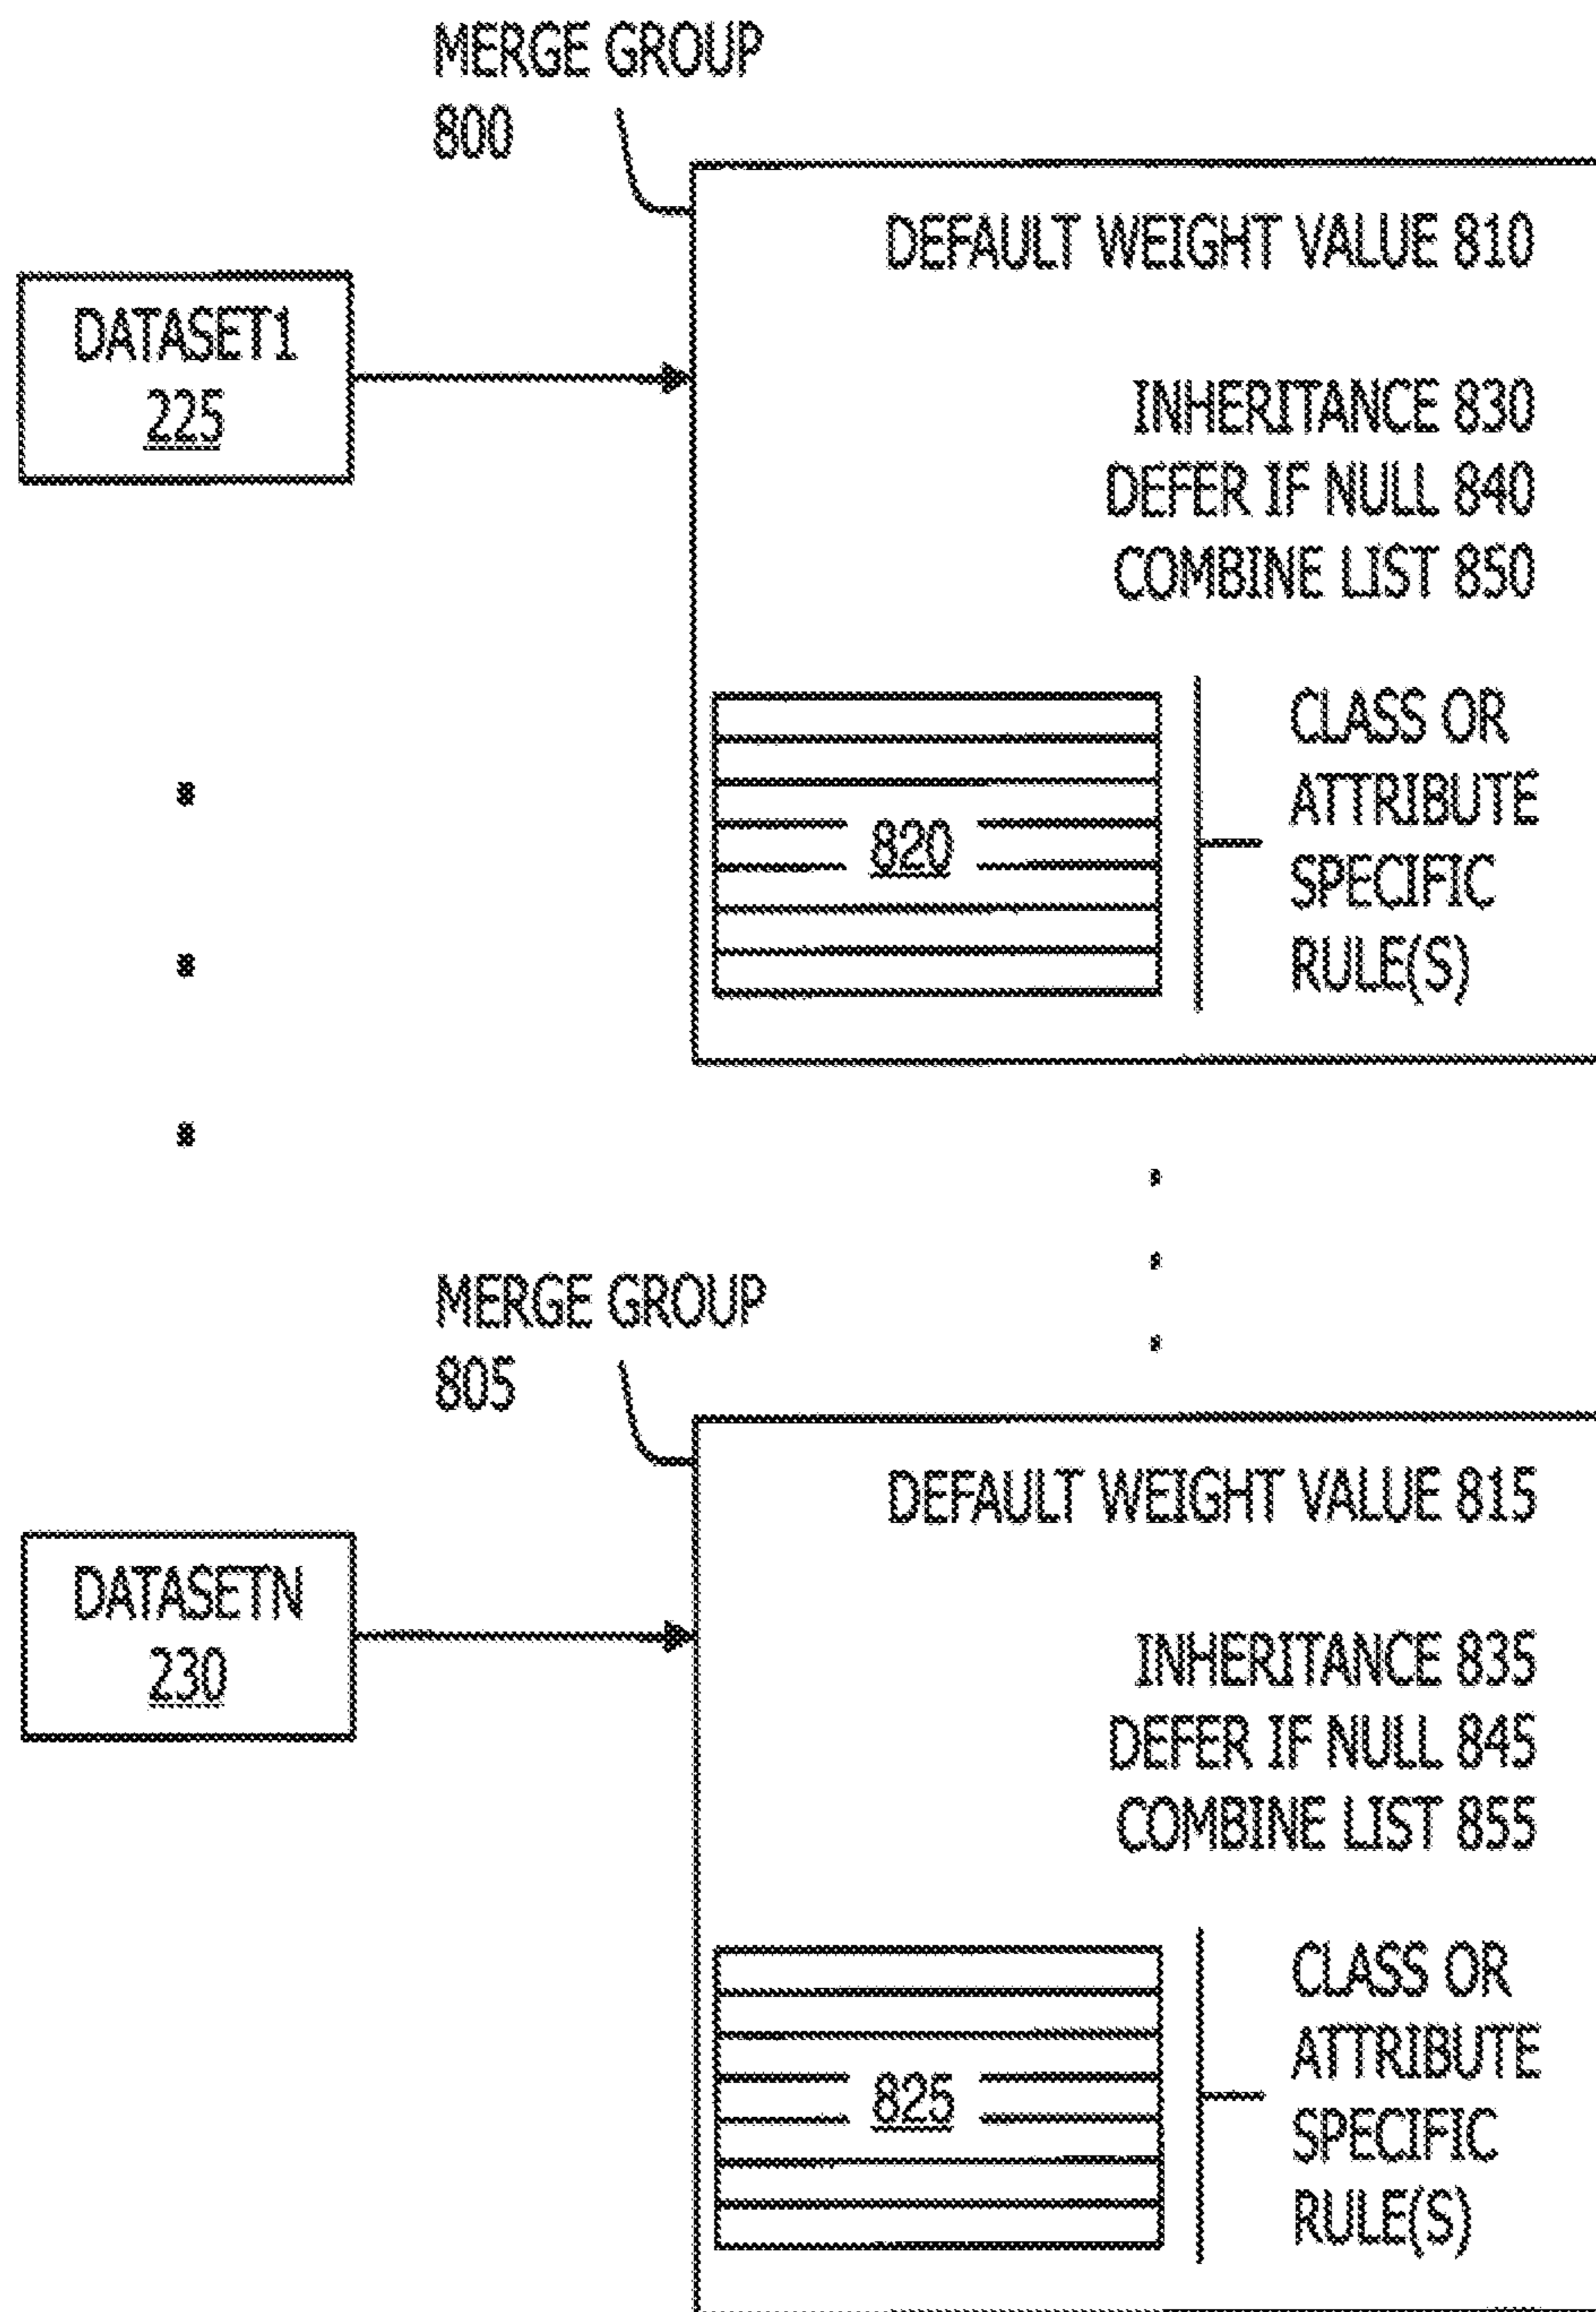 MERGE GROUP
800
DEFAULT WEIGHT VALUE 810
DATASET1
225
INHERITANCE 830
DEFER IF NULL 840
COMBINE LIST 850
820
CLASS OR
ATTRIBUTE
SPECIFIC
RULE(S)
MERGE GROUP
805
DEFAULT WEIGHT VALUE 815
DATASETN
230
INHERITANCE 835
DEFER IF NULL 845
COMBINE LIST 855
825
CLASS OR
ATTRIBUTE
SPECIFIC
RULE(S)